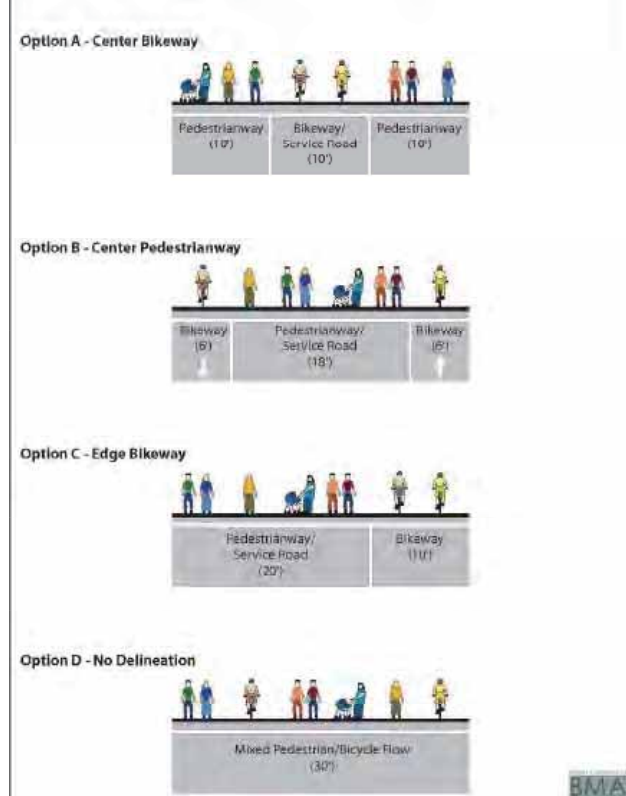 Option A - Center Bikeway
Pedestrianway
(10')
Bikeway/
Service Road
(10')
Pedestrianway
(10')
Option B - Center Pedestrianway
Bikeway
(6')
Pedestrianway/
Service Road
(18')
Bikeway
(6')
Option C - Edge Bikeway
Pedestrianway/
Service Road
(20')
Bikeway
(10')
Option D - No Delineation
Mixed Pedestrian/Bicycle Flow
(30')
BMA